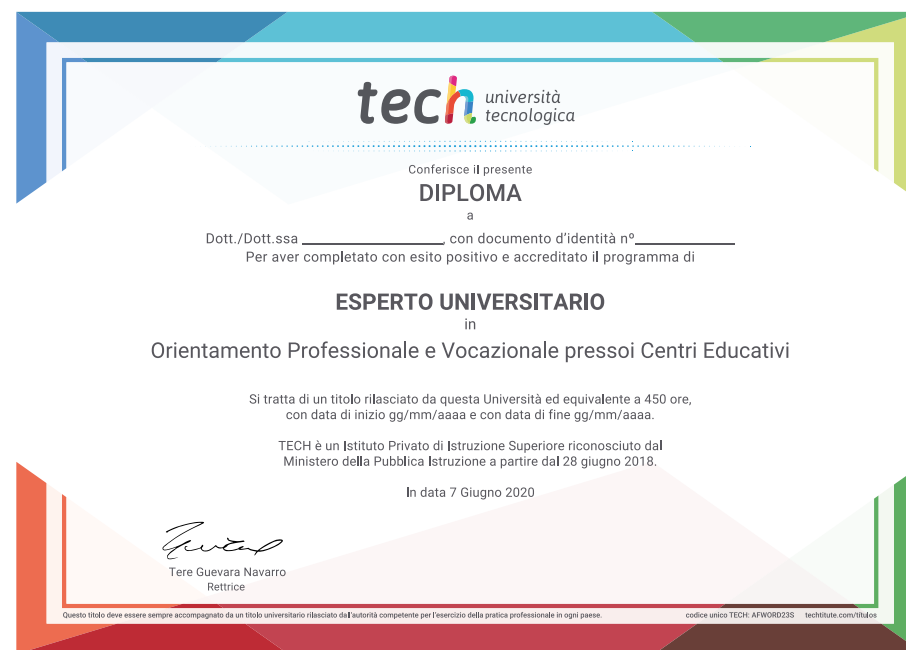 tech università
tecnologica
Conferisce il presente
DIPLOMA
a
Dott./Dott.ssa ________________, con documento d'identità nº____________
Per aver completato con esito positivo e accreditato il programma di
ESPERTO UNIVERSITARIO
in
Orientamento Professionale e Vocazionale pressoi Centri Educativi
Si tratta di un titolo rilasciato da questa Università ed equivalente a 450 ore,
con data di inizio gg/mm/aaaa e con data di fine gg/mm/aaaa.
TECH è un Istituto Privato di Istruzione Superiore riconosciuto dal
Ministero della Pubblica Istruzione a partire dal 28 giugno 2018.
In data 7 Giugno 2020
Tere Guevara Navarro
Rettrice
Questo titolo deve essere sempre accompagnato da un titolo universitario rilasciato dall'autorità competente per l'esercizio della pratica professionale in ogni paese. codice unico TECH: AFWORD23S techtitute.com/titulos